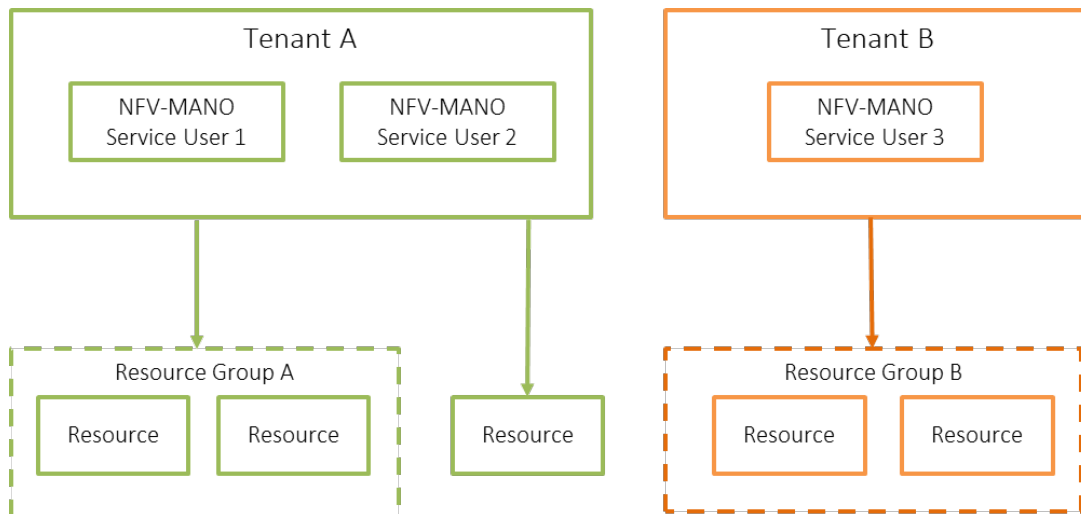 Tenant A
NFV-MANO
Service User 1
NFV-MANO
Service User 2
Tenant B
NFV-MANO
Service User 3
Resource Group A
Resource
Resource
Resource
Resource Group B
Resource
Resource